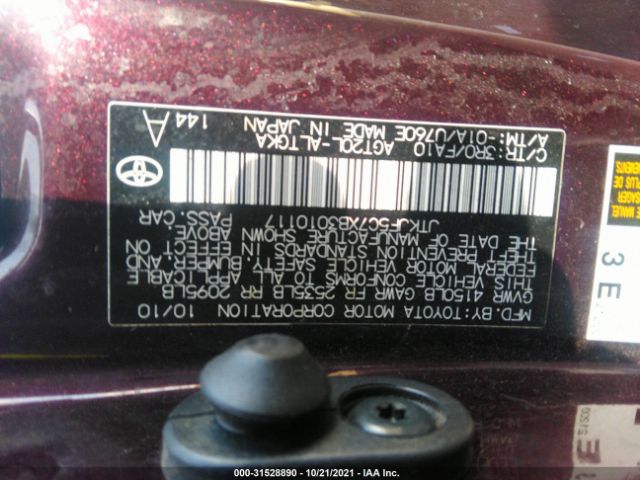 MFD. BY: TOYOTA MOTOR CORPORATION 10/10
GVWR 4150LB GAWR FR 2535LB RR 2095LB
THIS VEHICLE CONFORMS TO ALL APPLICABLE
FEDERAL MOTOR VEHICLE SAFETY, BUMPER, AND
THEFT PREVENTION STANDARDS IN EFFECT ON
THE DATE OF MANUFACTURE SHOWN ABOVE.
JTKJF5C7XB3010117 PASS. CAR
C/TR: 3R0/FA10 AGT20L-ALTGKA
A/TM: -01A/U760E MADE IN JAPAN 144 A
3 E
000-31528890 - 10/21/2021 - IAA Inc.